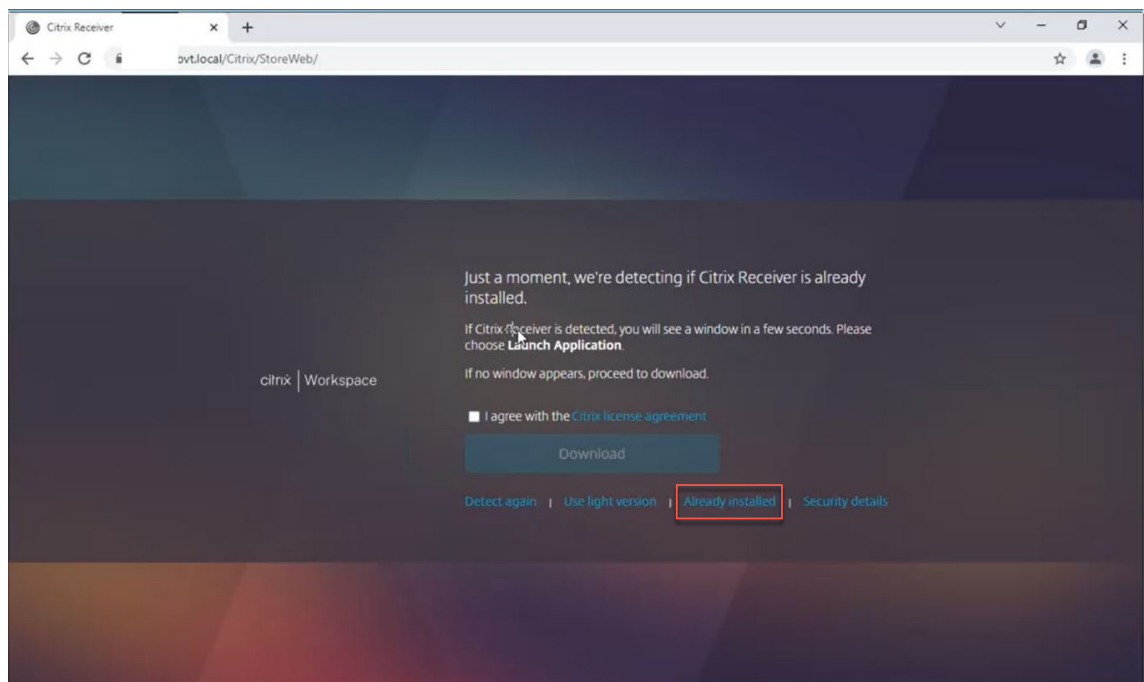 Citrix Receiver
ovt.local/Citrix/StoreWeb/
Just a moment, we're detecting if Citrix Receiver is already
installed.
If Citrix Receiver is detected, you will see a window in a few seconds. Please
choose Launch Application.
If no window appears, proceed to download.
citrix | Workspace
I agree with the Citrix license agreement
Download
Detect again | Use light version | Already installed | Security details